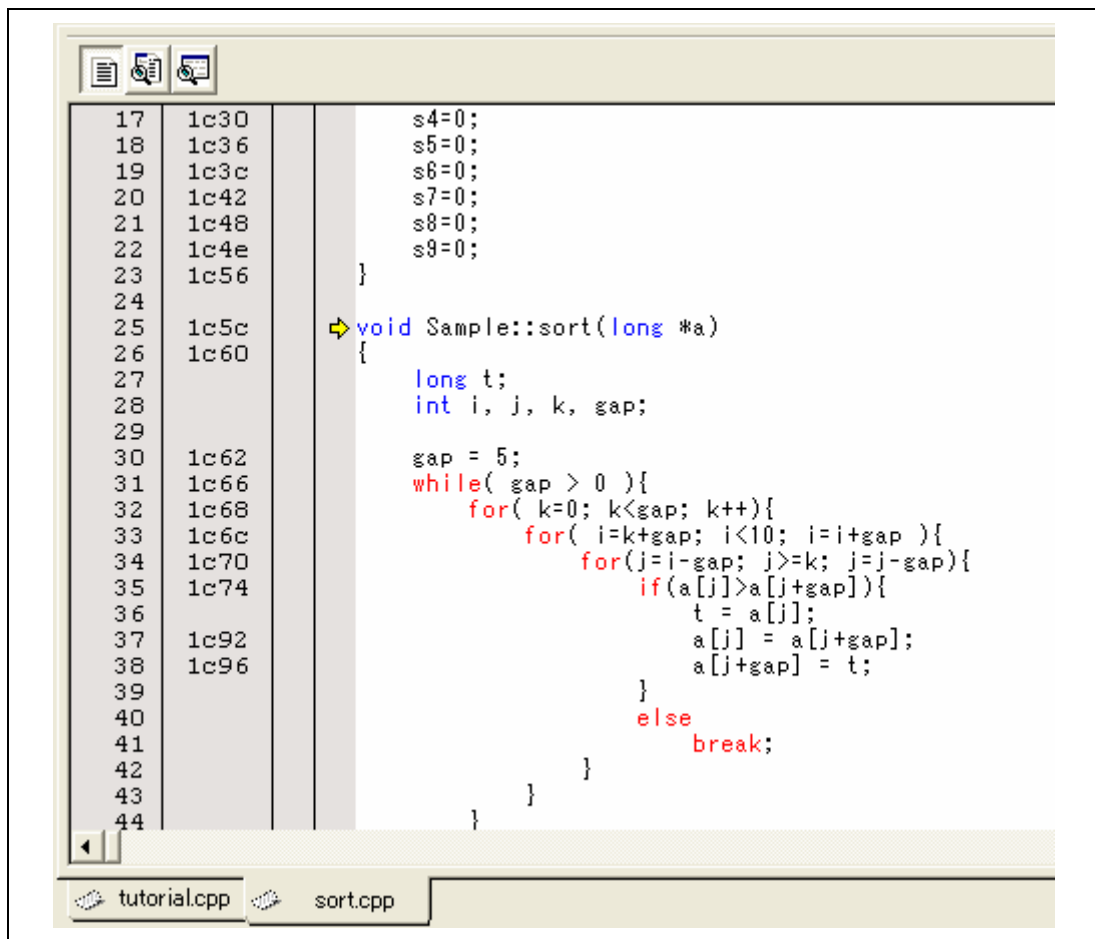 17 1c30 s4=0;
18 1c36 s5=0;
19 1c3c s6=0;
20 1c42 s7=0;
21 1c48 s8=0;
22 1c4e s9=0;
23 1c56 }
24
25 1c5c void Sample::sort(long *a)
26 1c60 {
27 long t;
28 int i, j, k, gap;
29
30 1c62 gap = 5;
31 1c66 while( gap > 0 ){
32 1c68 for( k=0; k<gap; k++){
33 1c6c for( i=k+gap; i<10; i=i+gap ){
34 1c70 for(j=i-gap; j>=k; j=j-gap){
35 1c74 if(a[j]>a[j+gap]){
36 t = a[j];
37 1c92 a[j] = a[j+gap];
38 1c96 a[j+gap] = t;
39 }
40 else
41 break;
42 }
43 }
44 }
tutorial.cpp sort.cpp